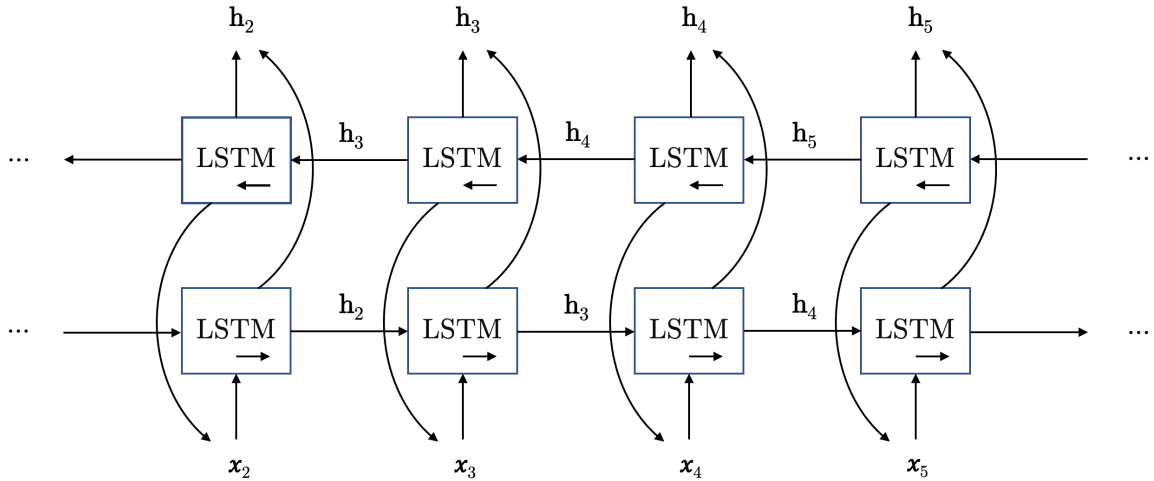 h₂ h₃ h₄ h₅
h₃ h₄ h₅
... LSTM LSTM LSTM LSTM ...
h₂ h₃ h₄
... LSTM LSTM LSTM LSTM ...
x₂ x₃ x₄ x₅